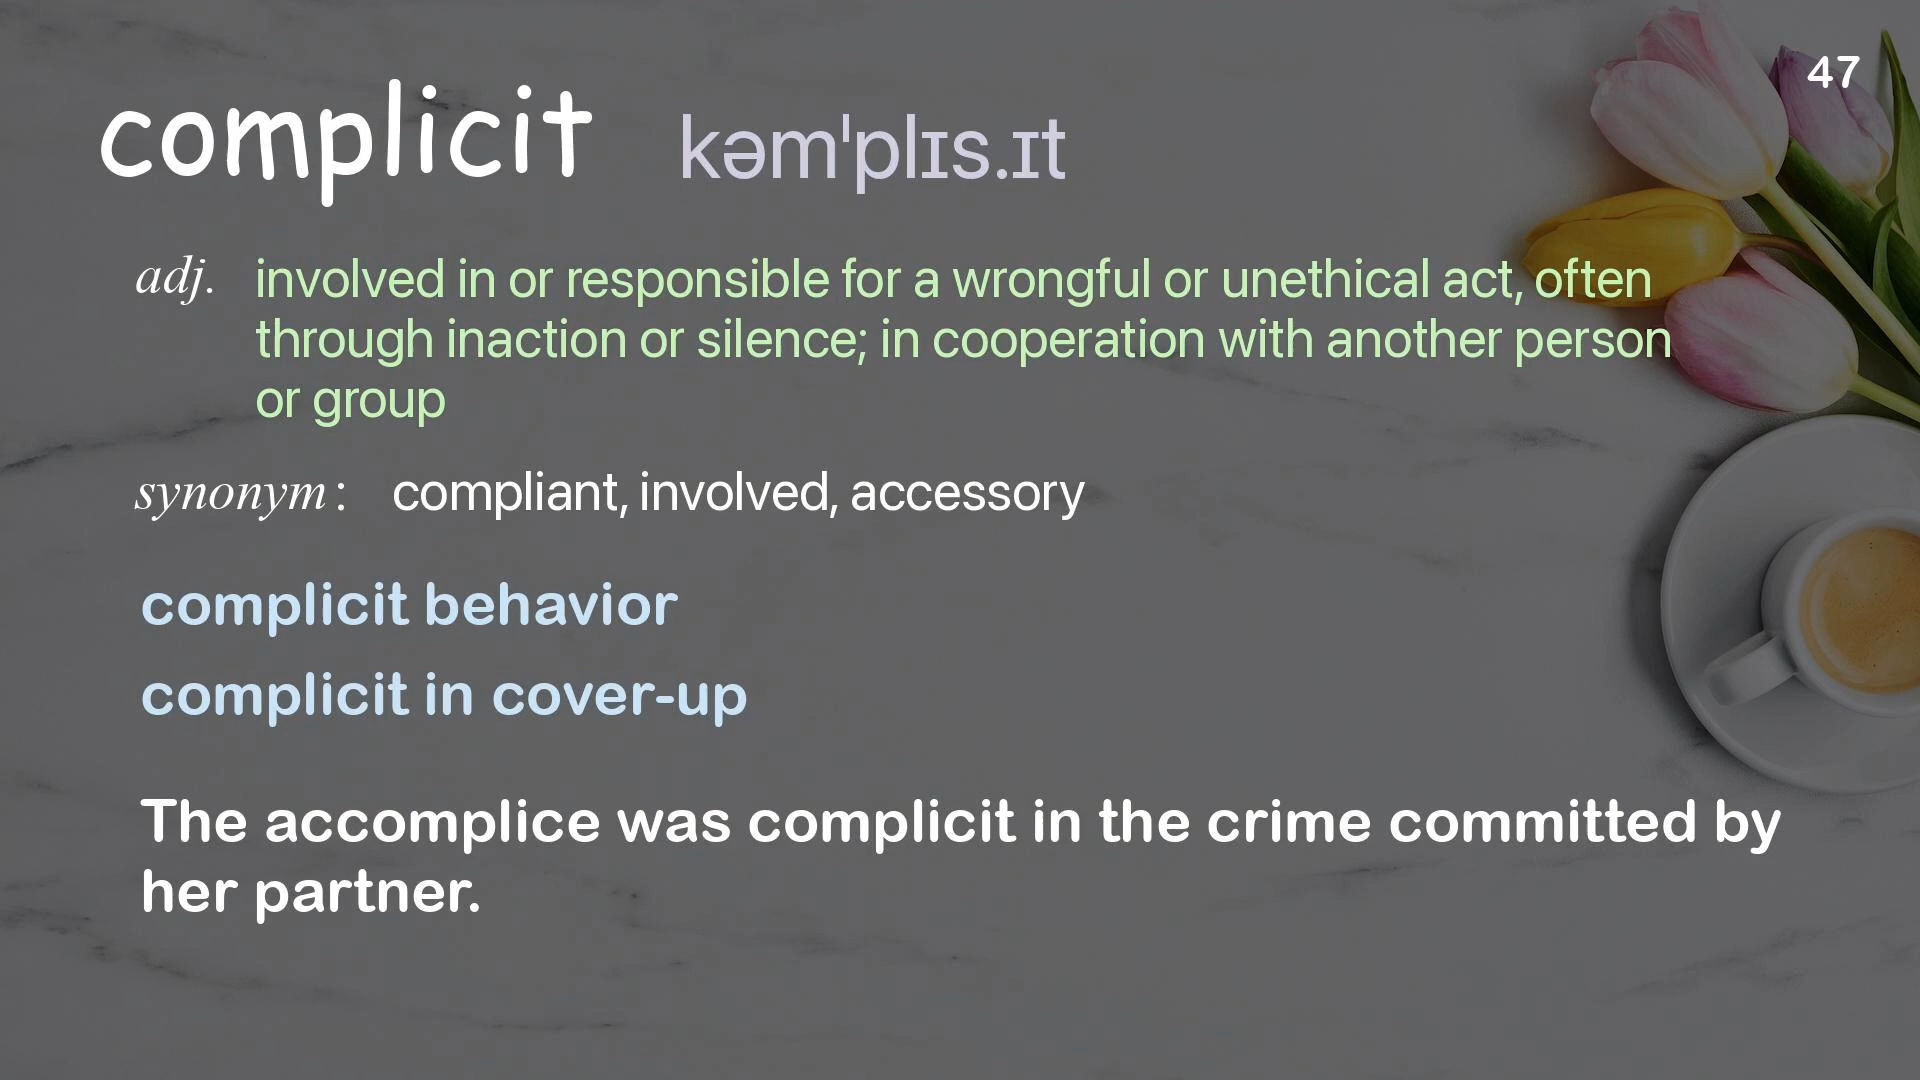 47
complicit kəmˈplɪs.ɪt
adj. involved in or responsible for a wrongful or unethical act, often
through inaction or silence; in cooperation with another person
or group
synonym: compliant, involved, accessory
complicit behavior
complicit in cover-up
The accomplice was complicit in the crime committed by
her partner.